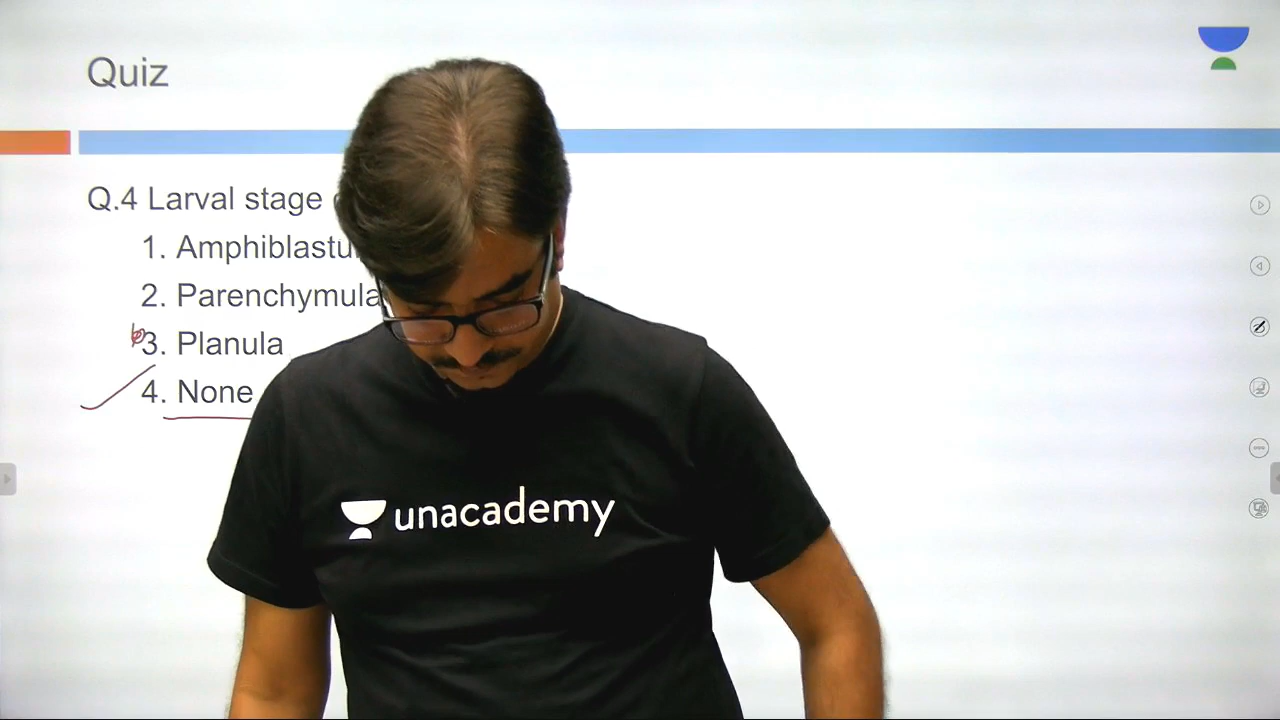 Quiz
Q.4 Larval stage
1. Amphiblastu
2. Parenchymula
3. Planula
4. None
unacademy